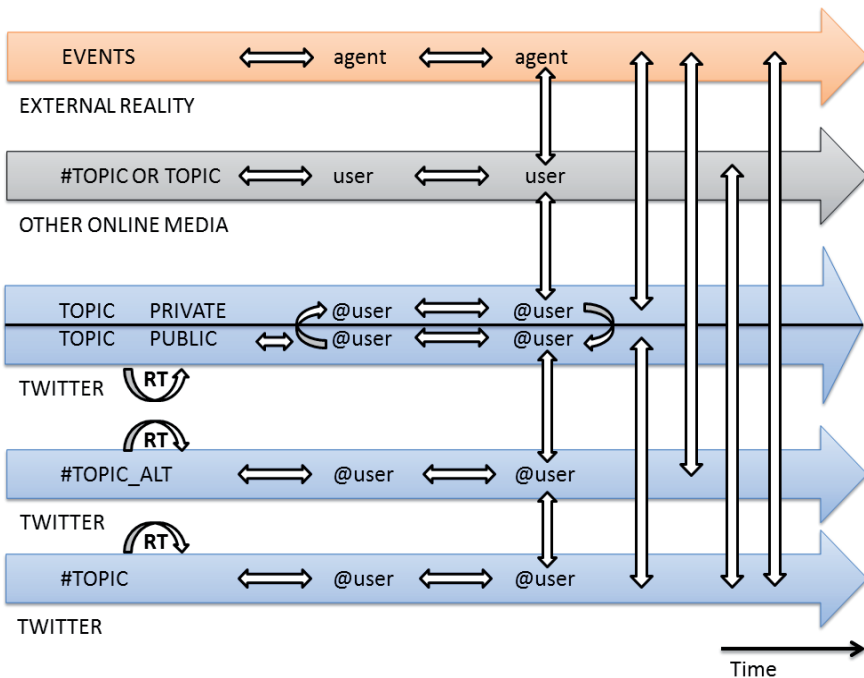 EVENTS agent agent
EXTERNAL REALITY
#TOPIC OR TOPIC user user
OTHER ONLINE MEDIA
TOPIC PRIVATE @user @user
TOPIC PUBLIC @user @user
TWITTER RT
RT
#TOPIC_ALT @user @user
TWITTER
RT
#TOPIC @user @user
TWITTER
Time